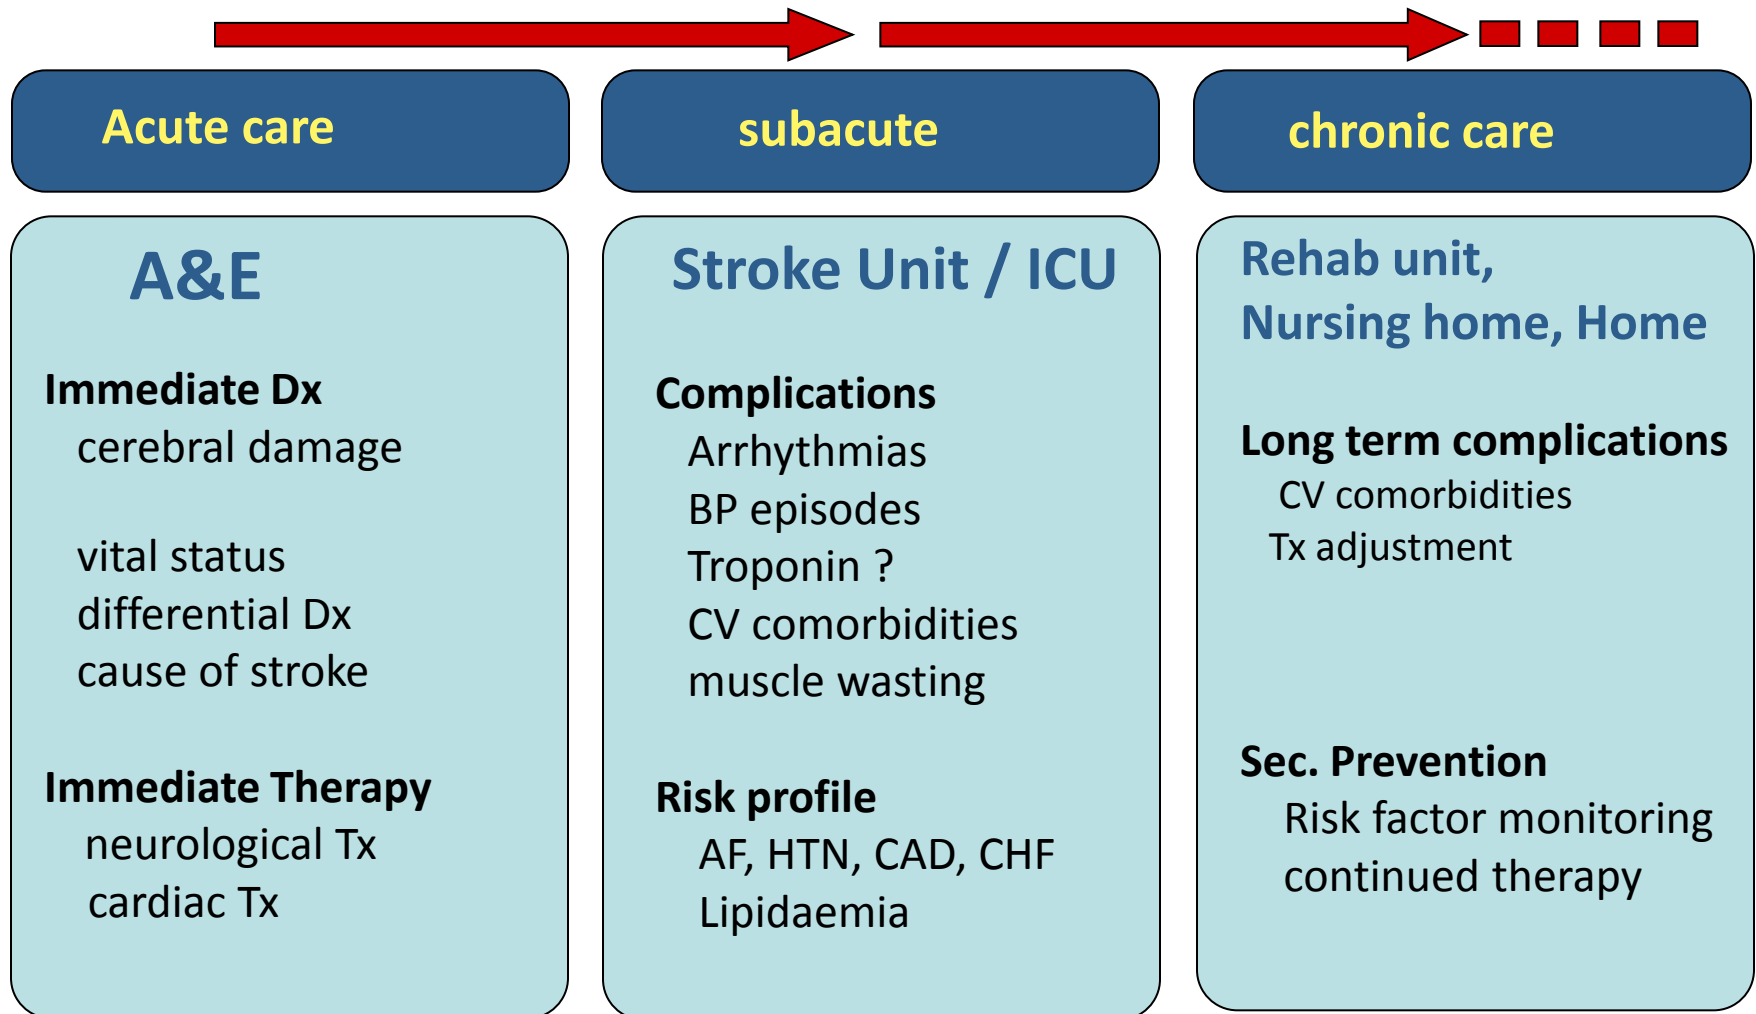 Acute care
subacute
chronic care
A&E
Immediate Dx
cerebral damage
vital status
differential Dx
cause of stroke
Immediate Therapy
neurological Tx
cardiac Tx
Stroke Unit / ICU
Complications
Arrhythmias
BP episodes
Troponin ?
CV comorbidities
muscle wasting
Risk profile
AF, HTN, CAD, CHF
Lipidaemia
Rehab unit,
Nursing home, Home
Long term complications
CV comorbidities
Tx adjustment
Sec. Prevention
Risk factor monitoring
continued therapy